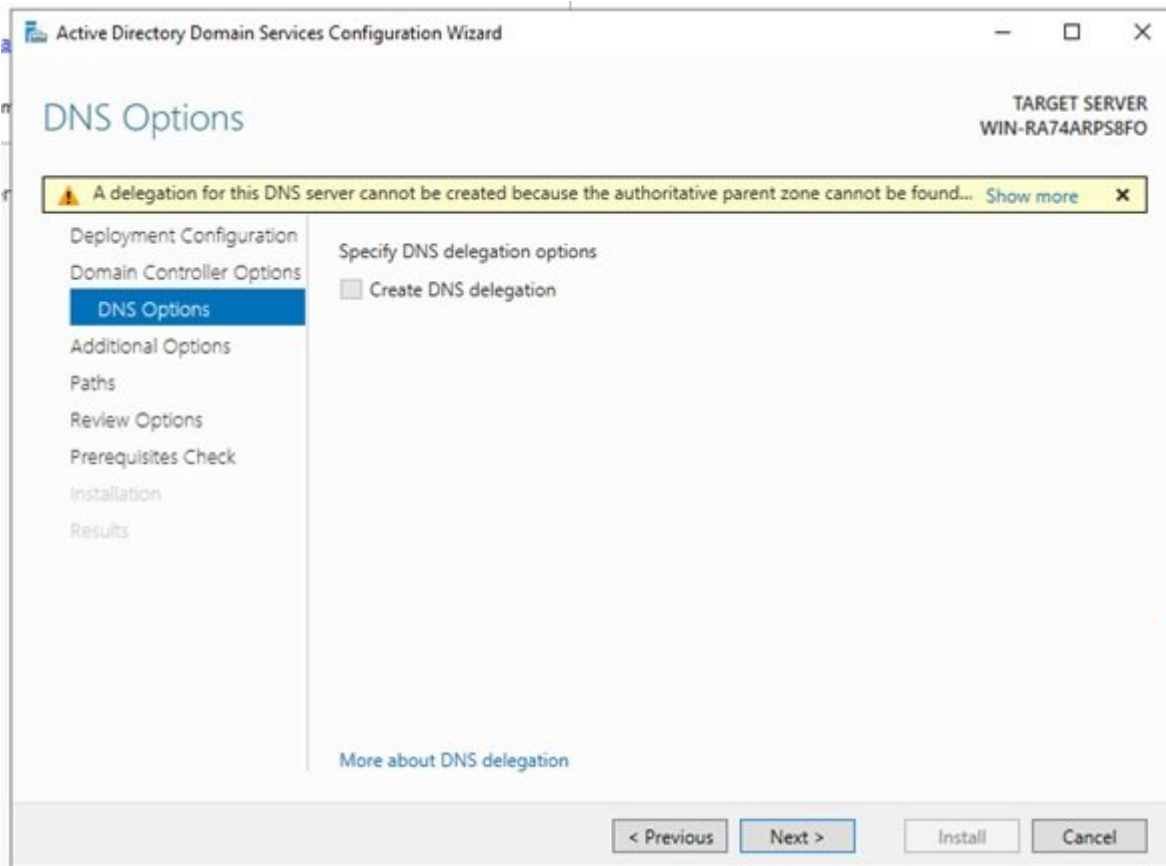 Active Directory Domain Services Configuration Wizard
DNS Options
TARGET SERVER
WIN-RA74ARPS8FO
A delegation for this DNS server cannot be created because the authoritative parent zone cannot be found... Show more
Deployment Configuration
Domain Controller Options
DNS Options
Additional Options
Paths
Review Options
Prerequisites Check
Installation
Results
Specify DNS delegation options
Create DNS delegation
More about DNS delegation
< Previous
Next >
Install
Cancel